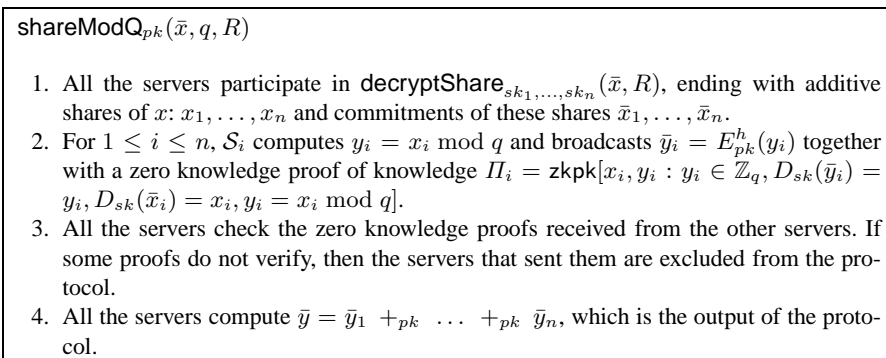 shareModQ_{pk}(x̄, q, R)
1. All the servers participate in decryptShare_{sk_1,...,sk_n}(x̄, R), ending with additive
shares of x: x_1, . . . , x_n and commitments of these shares x̄_1, . . . , x̄_n.
2. For 1 ≤ i ≤ n, 𝒮_i computes y_i = x_i mod q and broadcasts ȳ_i = E^h_{pk}(y_i) together
with a zero knowledge proof of knowledge Π_i = zkpk[x_i, y_i : y_i ∈ ℤ_q, D_{sk}(ȳ_i) =
y_i, D_{sk}(x̄_i) = x_i, y_i = x_i mod q].
3. All the servers check the zero knowledge proofs received from the other servers. If
some proofs do not verify, then the servers that sent them are excluded from the pro-
tocol.
4. All the servers compute ȳ = ȳ_1 +_{pk} . . . +_{pk} ȳ_n, which is the output of the proto-
col.